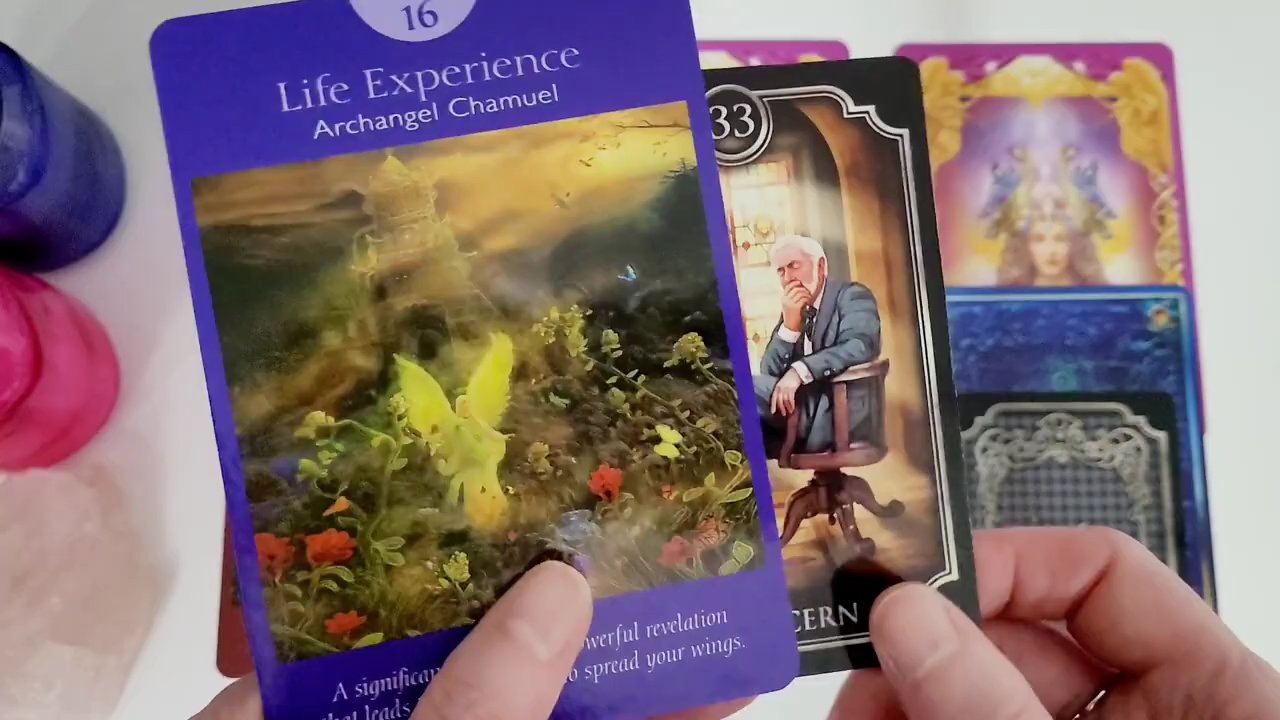 16
Life Experience
Archangel Chamuel
33
A significan
werful revelation
that leads
o spread your wings.
CERN